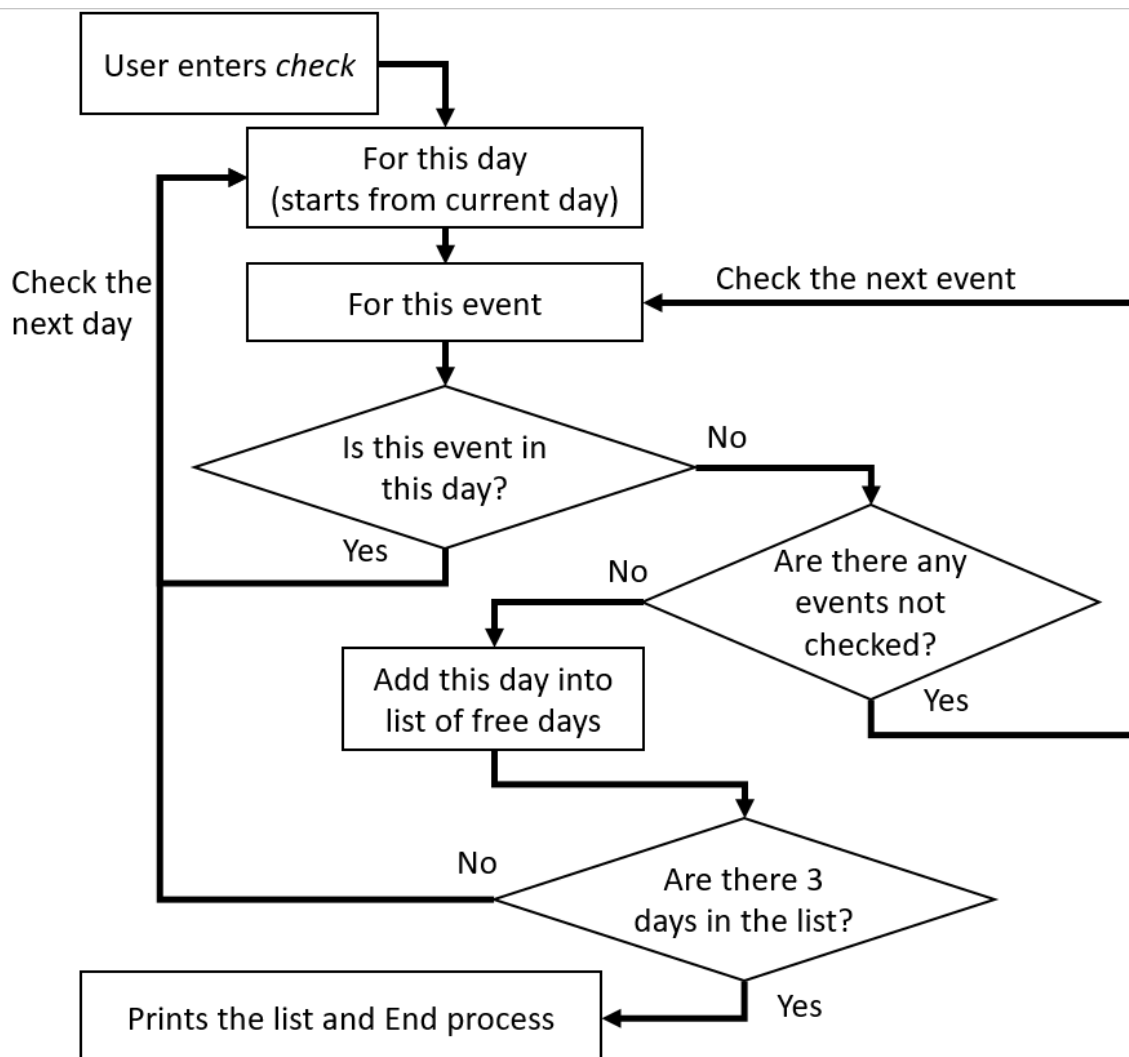 User enters check
For this day
(starts from current day)
Check the
next day
For this event
Check the next event
Is this event in
this day?
No
Yes
Are there any
events not
checked?
No
Yes
Add this day into
list of free days
Are there 3
days in the list?
No
Yes
Prints the list and End process